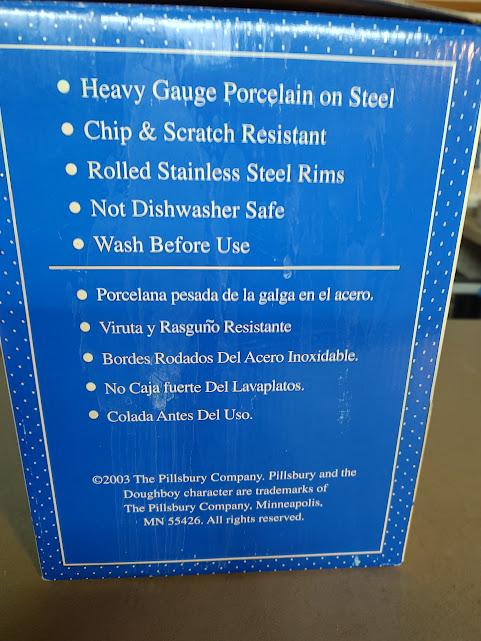 • Heavy Gauge Porcelain on Steel
• Chip & Scratch Resistant
• Rolled Stainless Steel Rims
• Not Dishwasher Safe
• Wash Before Use
• Porcelana pesada de la galga en el acero.
• Viruta y Rasguño Resistante
• Bordes Rodados Del Acero Inoxidable.
• No Caja fuerte Del Lavaplatos.
• Colada Antes Del Uso.
©2003 The Pillsbury Company. Pillsbury and the
Doughboy character are trademarks of
The Pillsbury Company, Minneapolis,
MN 55426. All rights reserved.